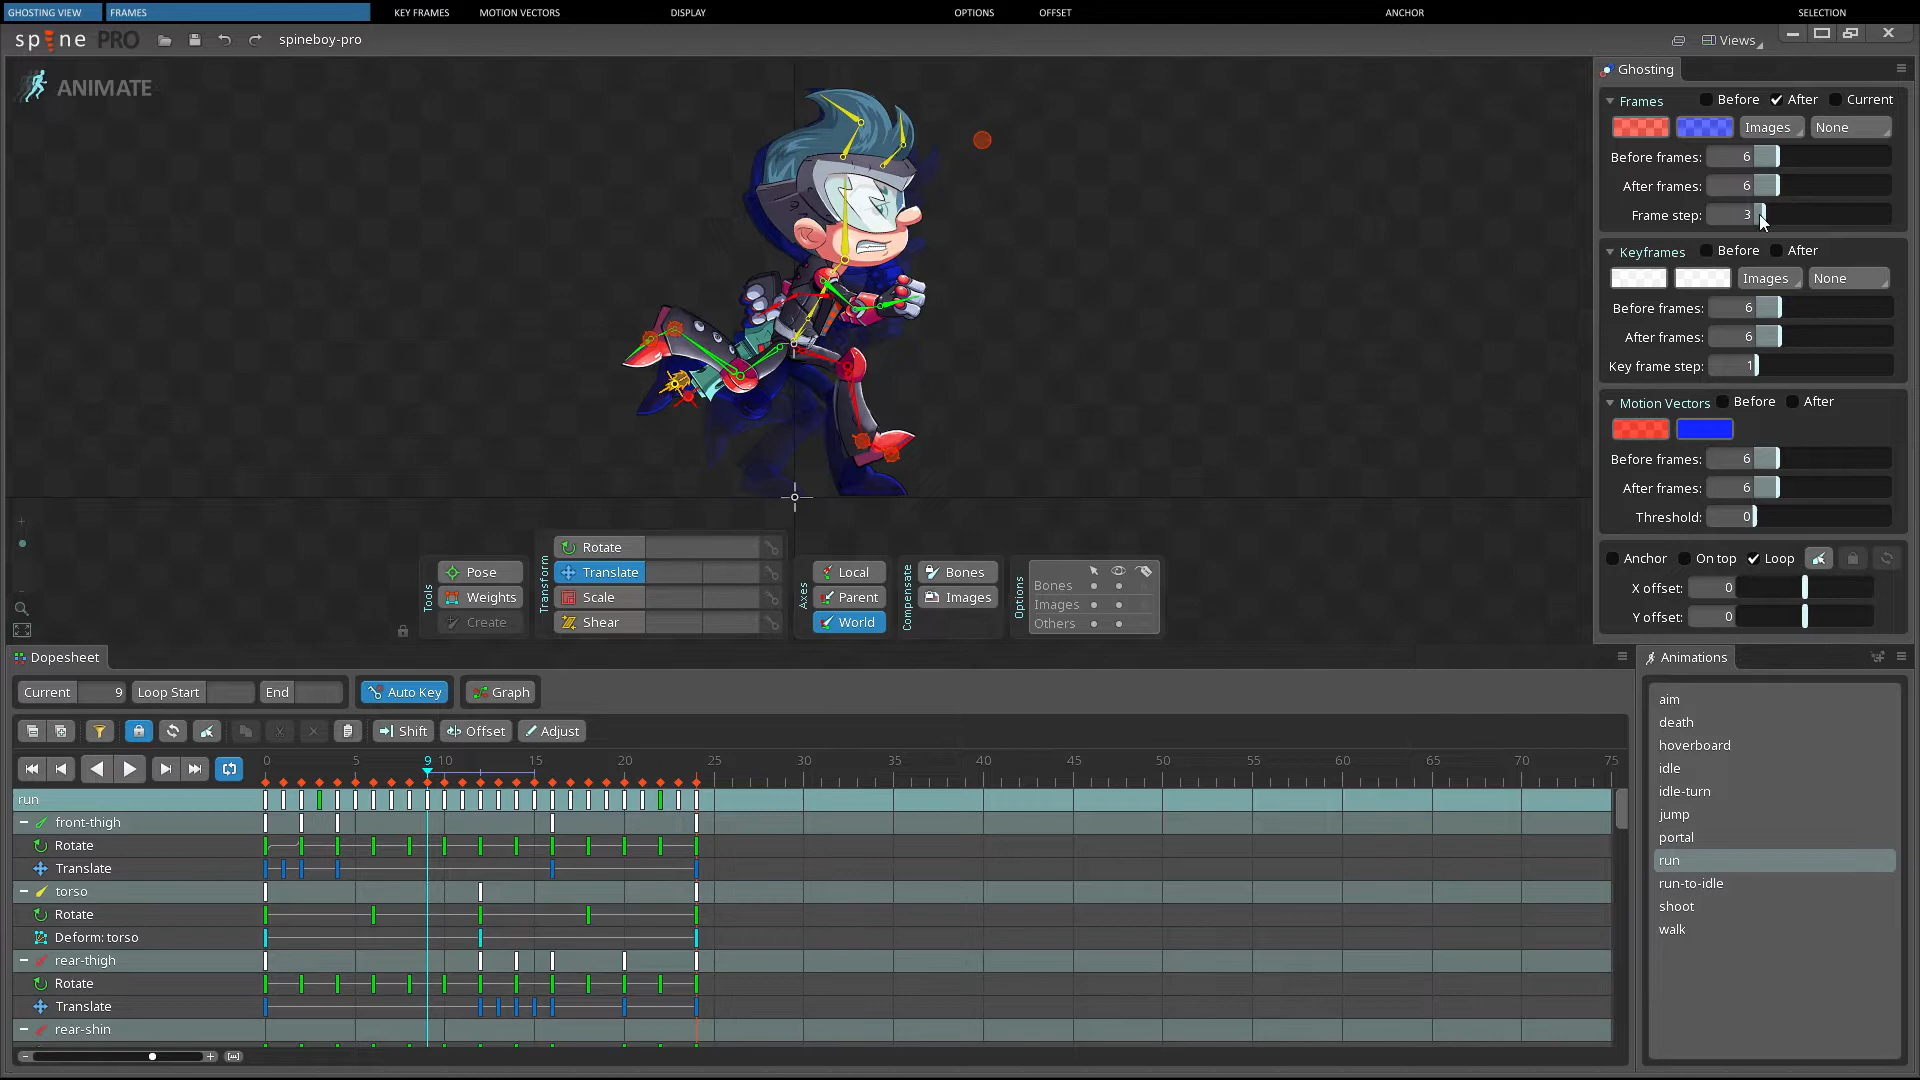 GHOSTING VIEW FRAMES KEY FRAMES MOTION VECTORS DISPLAY OPTIONS OFFSET ANCHOR SELECTION
spine PRO spineboy-pro Views
ANIMATE
Ghosting
Frames Before After Current
Images None
Before frames: 6
After frames: 6
Frame step: 3
Keyframes Before After
Images None
Before frames: 6
After frames: 6
Key frame step: 1
Motion Vectors Before After
Before frames: 6
After frames: 6
Threshold: 0
Anchor On top Loop
X offset: 0
Y offset: 0
Tools
Pose
Weights
Create
Transform
Rotate
Translate
Scale
Shear
Axes
Local
Parent
World
Compensate
Bones
Images
Options
Bones
Images
Others
Dopesheet
Current 9 Loop Start End Auto Key Graph
Shift Offset Adjust
0 5 9 10 15 20 25 30 35 40 45 50 55 60 65 70 75
run
front-thigh
Rotate
Translate
torso
Rotate
Deform: torso
rear-thigh
Rotate
Translate
rear-shin
Animations
aim
death
hoverboard
idle
idle-turn
jump
portal
run
run-to-idle
shoot
walk